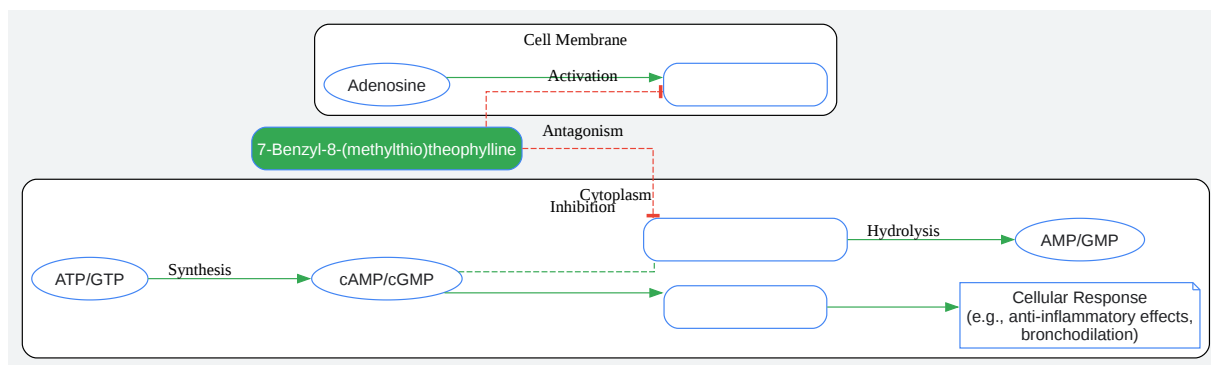 Cell Membrane
Adenosine
Activation
Antagonism
7-Benzyl-8-(methylthio)theophylline
Cytoplasm
Inhibition
Hydrolysis
AMP/GMP
ATP/GTP
Synthesis
cAMP/cGMP
Cellular Response
(e.g., anti-inflammatory effects,
bronchodilation)